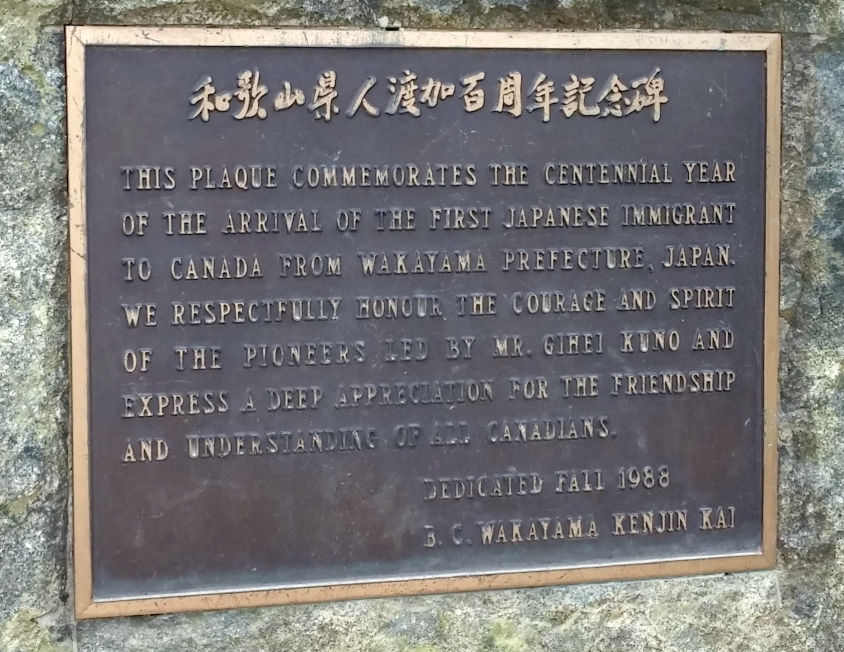 和歌山県人渡加百周年記念碑
THIS PLAQUE COMMEMORATES THE CENTENNIAL YEAR
OF THE ARRIVAL OF THE FIRST JAPANESE IMMIGRANT
TO CANADA FROM WAKAYAMA PREFECTURE, JAPAN.
WE RESPECTFULLY HONOUR THE COURAGE AND SPIRIT
OF THE PIONEERS LED BY MR. GIHEI KUNO AND
EXPRESS A DEEP APPRECIATION FOR THE FRIENDSHIP
AND UNDERSTANDING OF ALL CANADIANS.
DEDICATED FALL 1988
B.C. WAKAYAMA KENJIN KAI